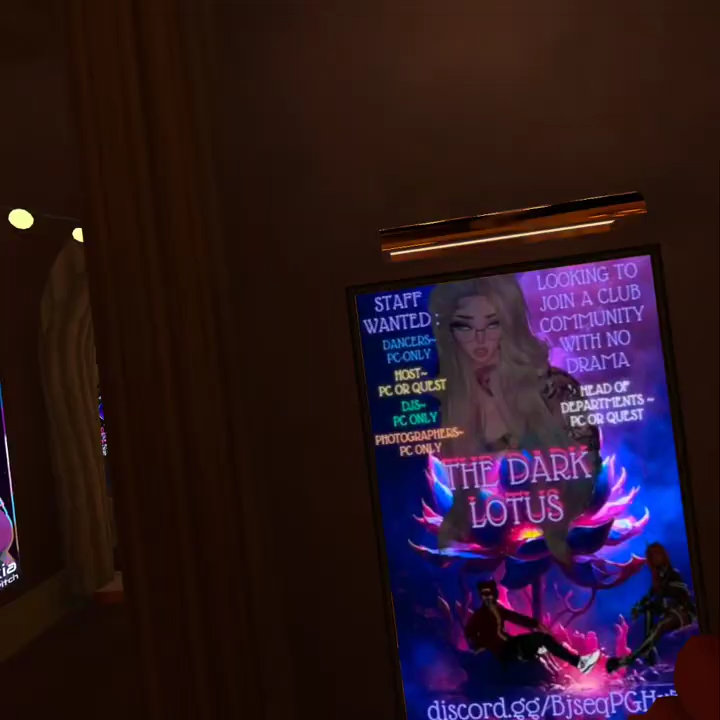 STAFF
WANTED:
DANCERS~
PC ONLY
HOST~
PC OR QUEST
DJS~
PC ONLY
PHOTOGRAPHERS~
PC ONLY
LOOKING TO
JOIN A CLUB
COMMUNITY
WITH NO
DRAMA
HEAD OF
DEPARTMENTS ~
PC OR QUEST
THE DARK
LOTUS